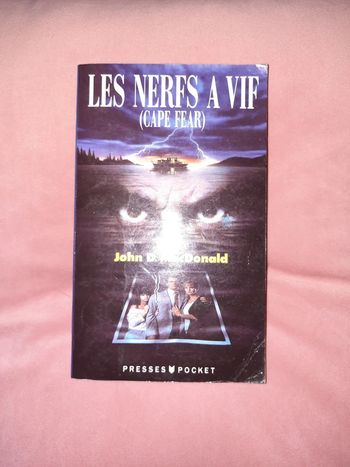 LES NERFS A VIF
(CAPE FEAR)
John D. MacDonald
PRESSES POCKET